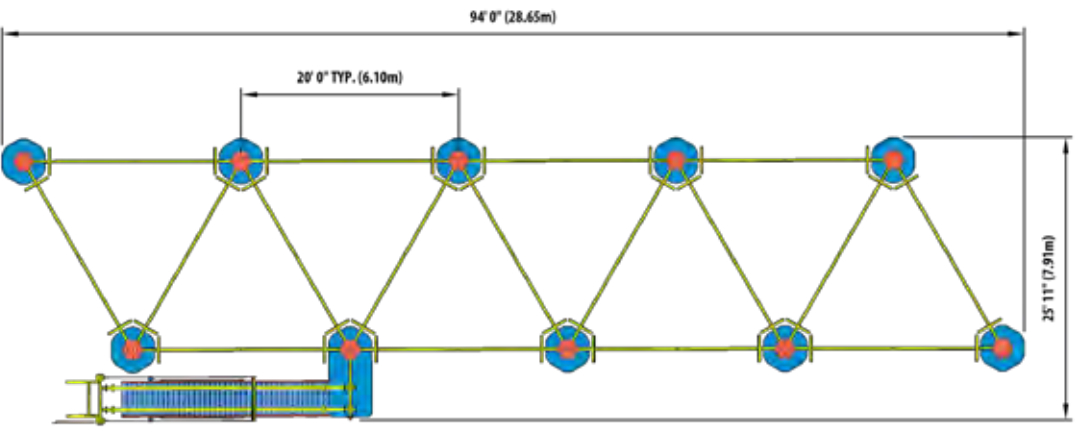 94' 0" (28.65m)
20' 0" TYP. (6.10m)
25' 11" (7.91m)